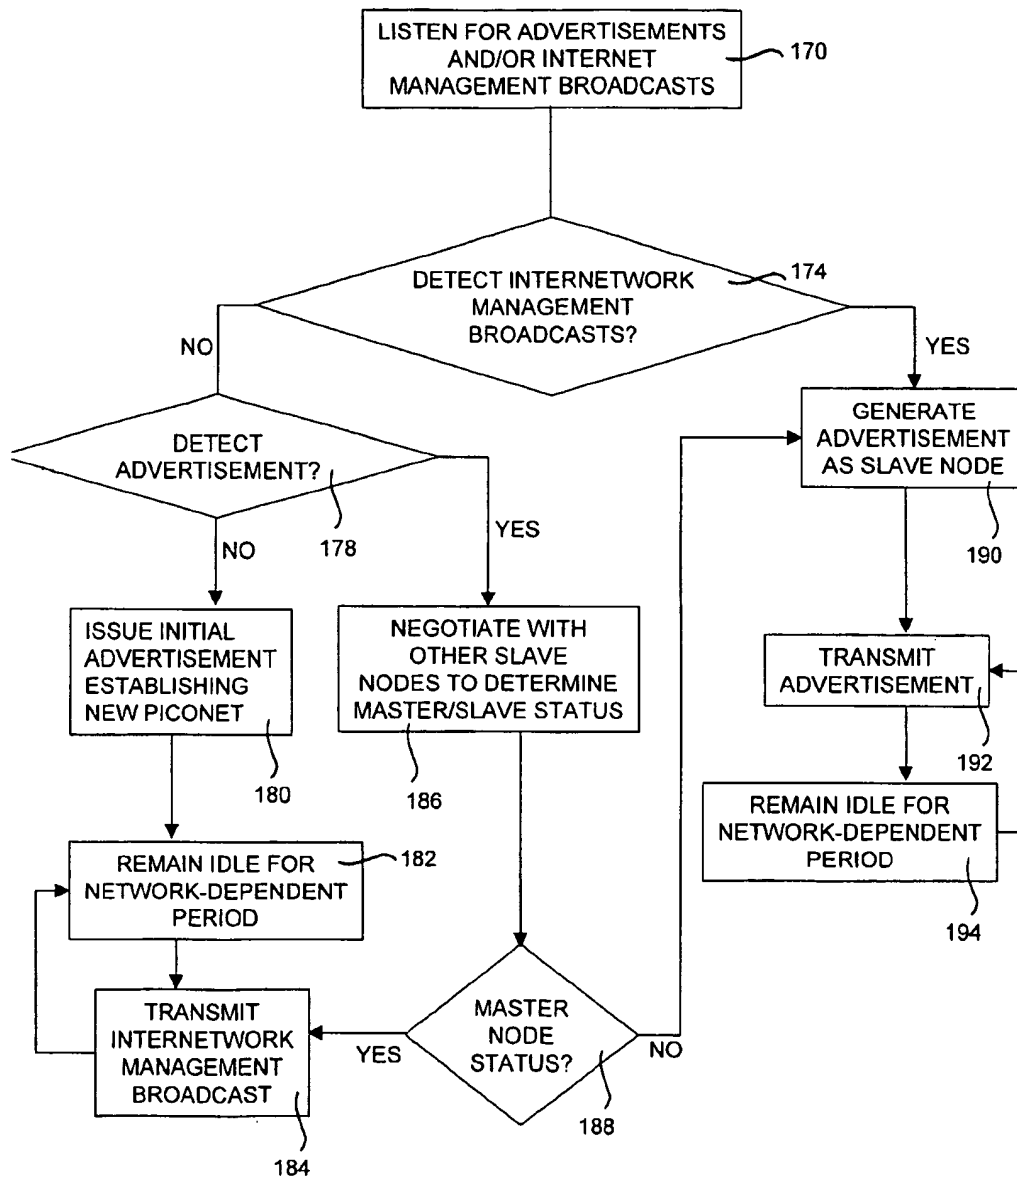 LISTEN FOR ADVERTISEMENTS
AND/OR INTERNET
MANAGEMENT BROADCASTS
170
DETECT INTERNETWORK
MANAGEMENT
BROADCASTS?
174
NO
YES
DETECT
ADVERTISEMENT?
178
NO
YES
GENERATE
ADVERTISEMENT
AS SLAVE NODE
190
ISSUE INITIAL
ADVERTISEMENT
ESTABLISHING
NEW PICONET
180
NEGOTIATE WITH
OTHER SLAVE
NODES TO DETERMINE
MASTER/SLAVE STATUS
186
TRANSMIT
ADVERTISEMENT
192
REMAIN IDLE FOR
NETWORK-DEPENDENT
PERIOD
182
REMAIN IDLE FOR
NETWORK-DEPENDENT
PERIOD
194
TRANSMIT
INTERNETWORK
MANAGEMENT
BROADCAST
184
YES
MASTER
NODE
STATUS?
NO
188